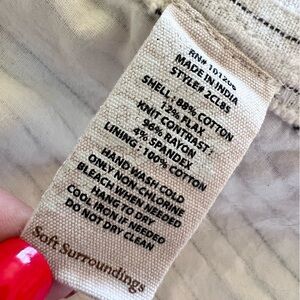 RN# 101206
MADE IN INDIA
STYLE# 2CL85
SHELL: 88% COTTON
12% FLAX
KNIT CONTRAST:
96% RAYON
4% SPANDEX
LINING: 100% COTTON
HAND WASH COLD
ONLY NON-CHLORINE
BLEACH WHEN NEEDED
HANG TO DRY
COOL IRON IF NEEDED
DO NOT DRY CLEAN
Soft Surroundings